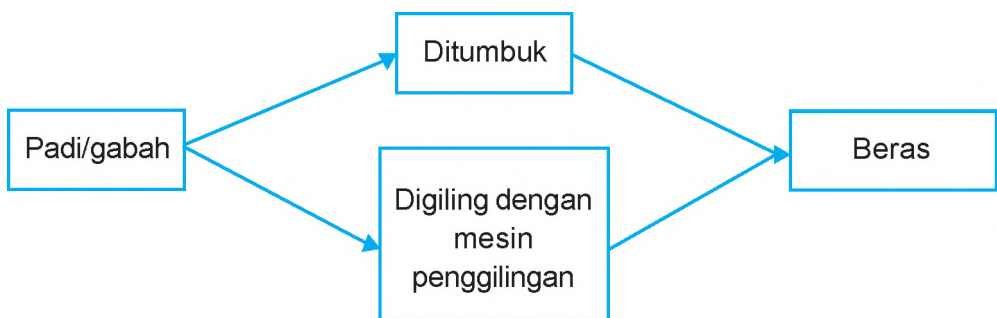 Ditumbuk
Padi/gabah
Beras
Digiling dengan
mesin
penggilingan